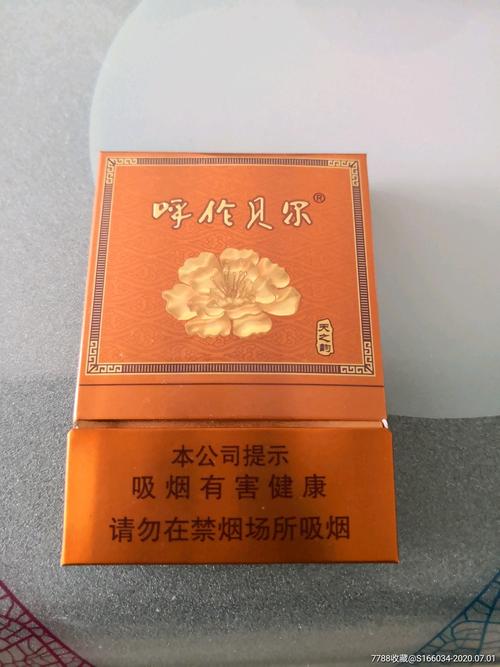 呼伦贝尔®
天之韵
本公司提示
吸烟有害健康
请勿在禁烟场所吸烟
7788收藏@S166034-2020.07.01